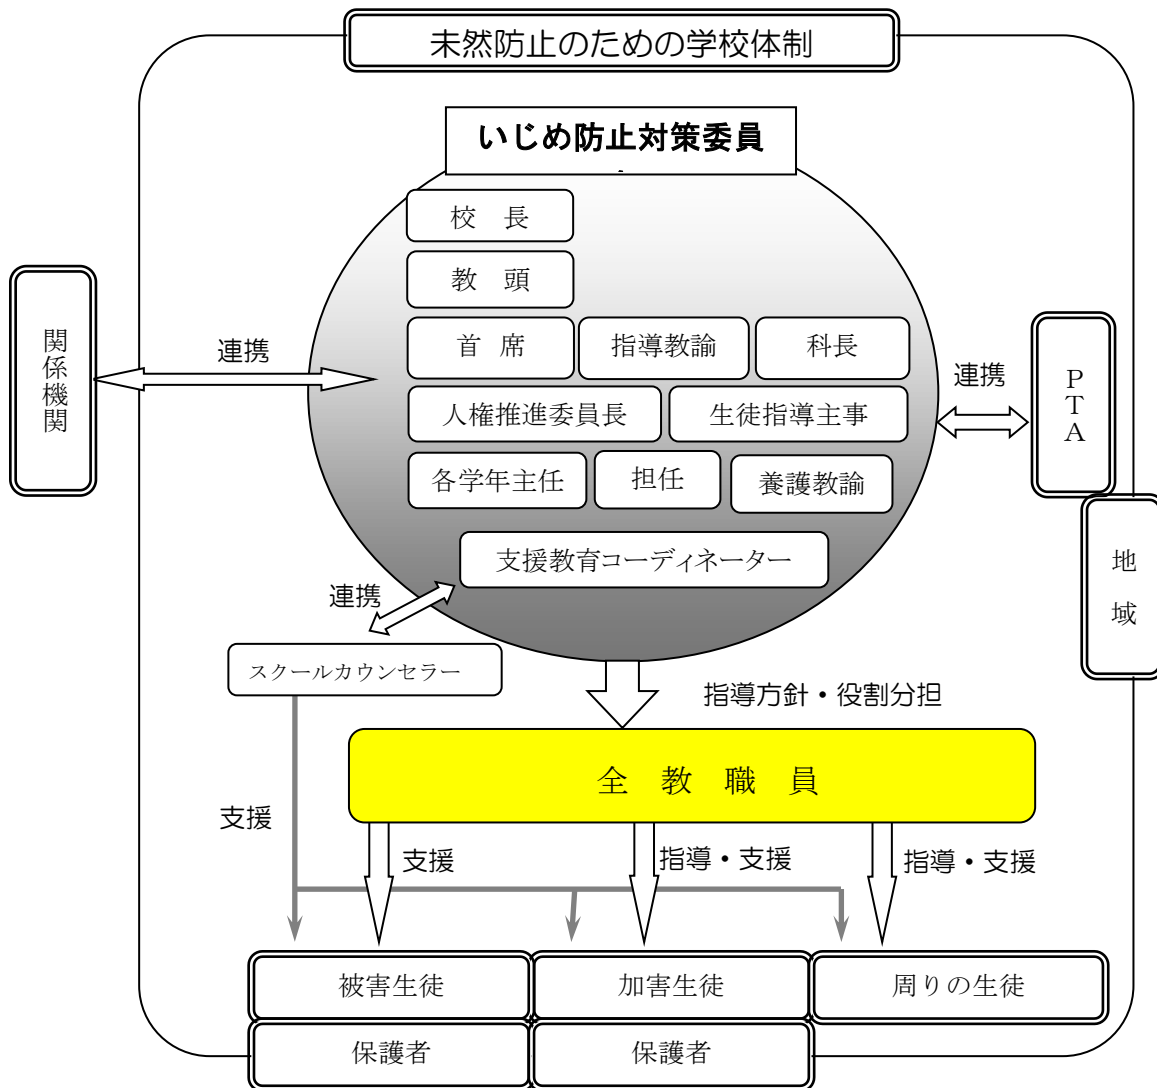 未然防止のための学校体制
いじめ防止対策委員
校　長
教　頭
首 席
指導教諭
科長
人権推進委員長
生徒指導主事
各学年主任
担任
養護教諭
支援教育コーディネーター
関係機関
連携
連携
PTA
地域
連携
スクールカウンセラー
指導方針・役割分担
全 教 職 員
支援
支援
指導・支援
指導・支援
被害生徒
加害生徒
周りの生徒
保護者
保護者